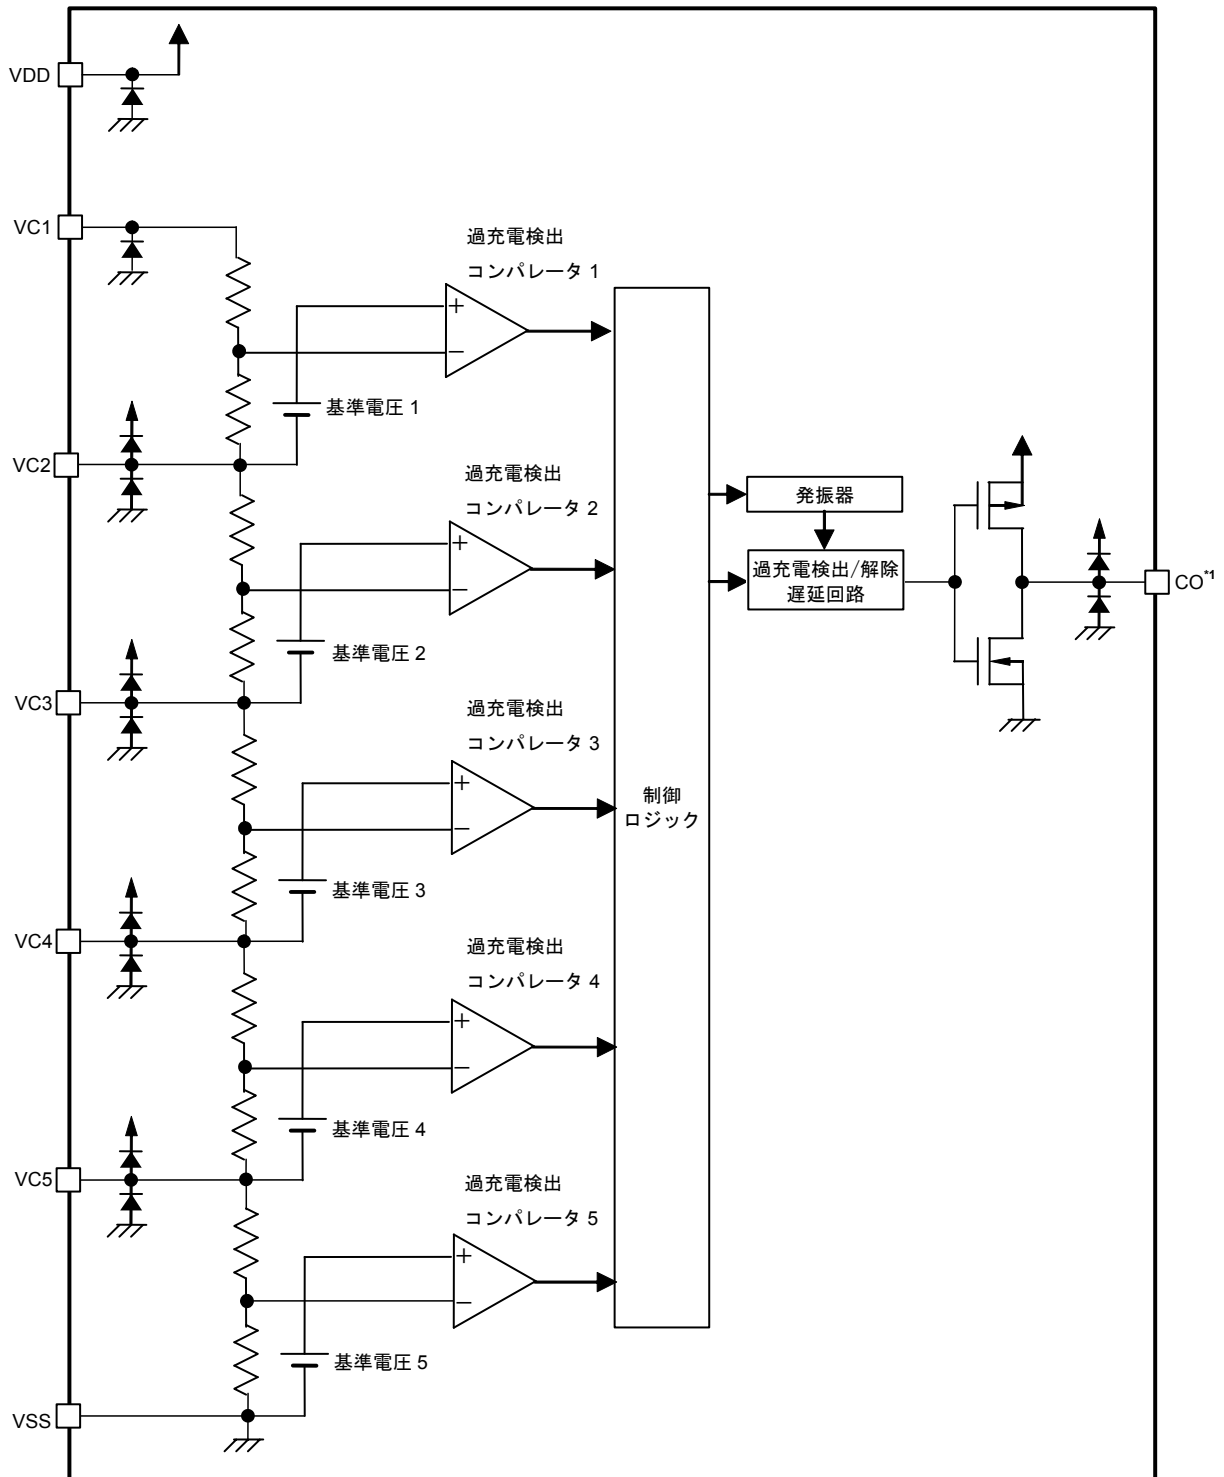 VDD
VC1
過充電検出
コンパレータ 1
+
−
基準電圧 1
VC2
過充電検出
コンパレータ 2
+
−
発振器
過充電検出/解除
遅延回路
CO*1
基準電圧 2
VC3
過充電検出
コンパレータ 3
+
−
制御
ロジック
基準電圧 3
VC4
過充電検出
コンパレータ 4
+
−
基準電圧 4
VC5
過充電検出
コンパレータ 5
+
−
基準電圧 5
VSS